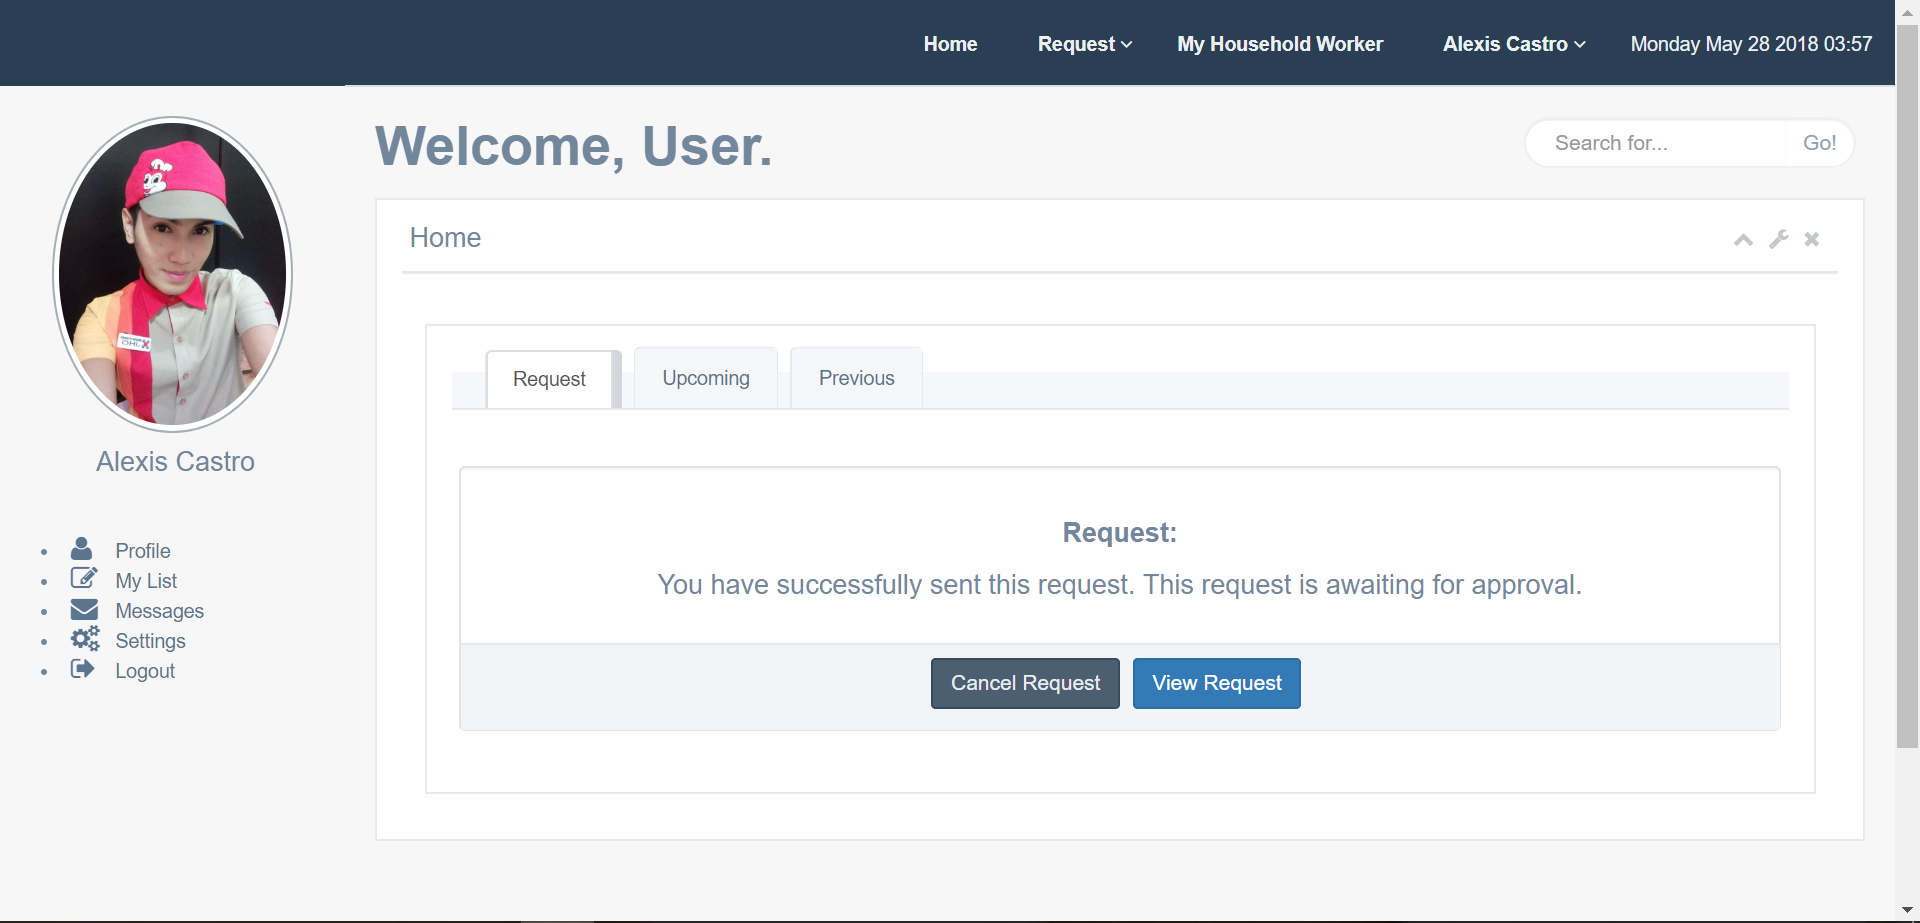 Home Request My Household Worker Alexis Castro Monday May 28 2018 03:57
Welcome, User.
Search for... Go!
Home
Request Upcoming Previous
Alexis Castro
Profile
My List
Messages
Settings
Logout
Request:
You have successfully sent this request. This request is awaiting for approval.
Cancel Request View Request